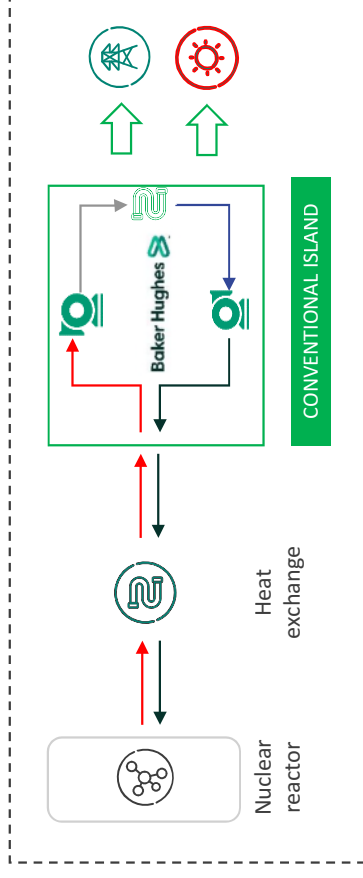 Nuclear
reactor
Heat
exchange
Baker Hughes
CONVENTIONAL ISLAND